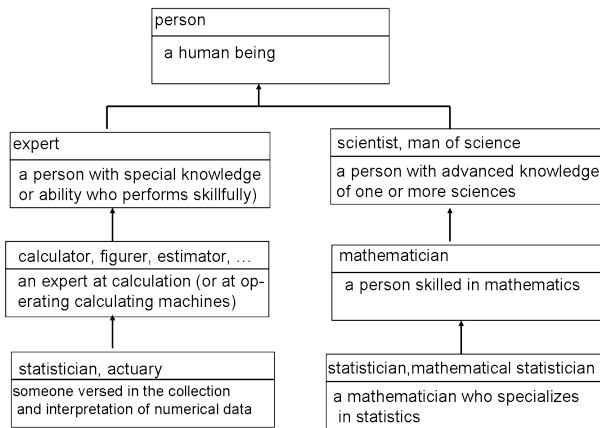 person
a human being
expert
a person with special knowledge
or ability who performs skillfully)
scientist, man of science
a person with advanced knowledge
of one or more sciences
calculator, figurer, estimator, …
an expert at calculation (or at op-
erating calculating machines)
mathematician
a person skilled in mathematics
statistician, actuary
someone versed in the collection
and interpretation of numerical data
statistician,mathematical statistician
a mathematician who specializes
in statistics